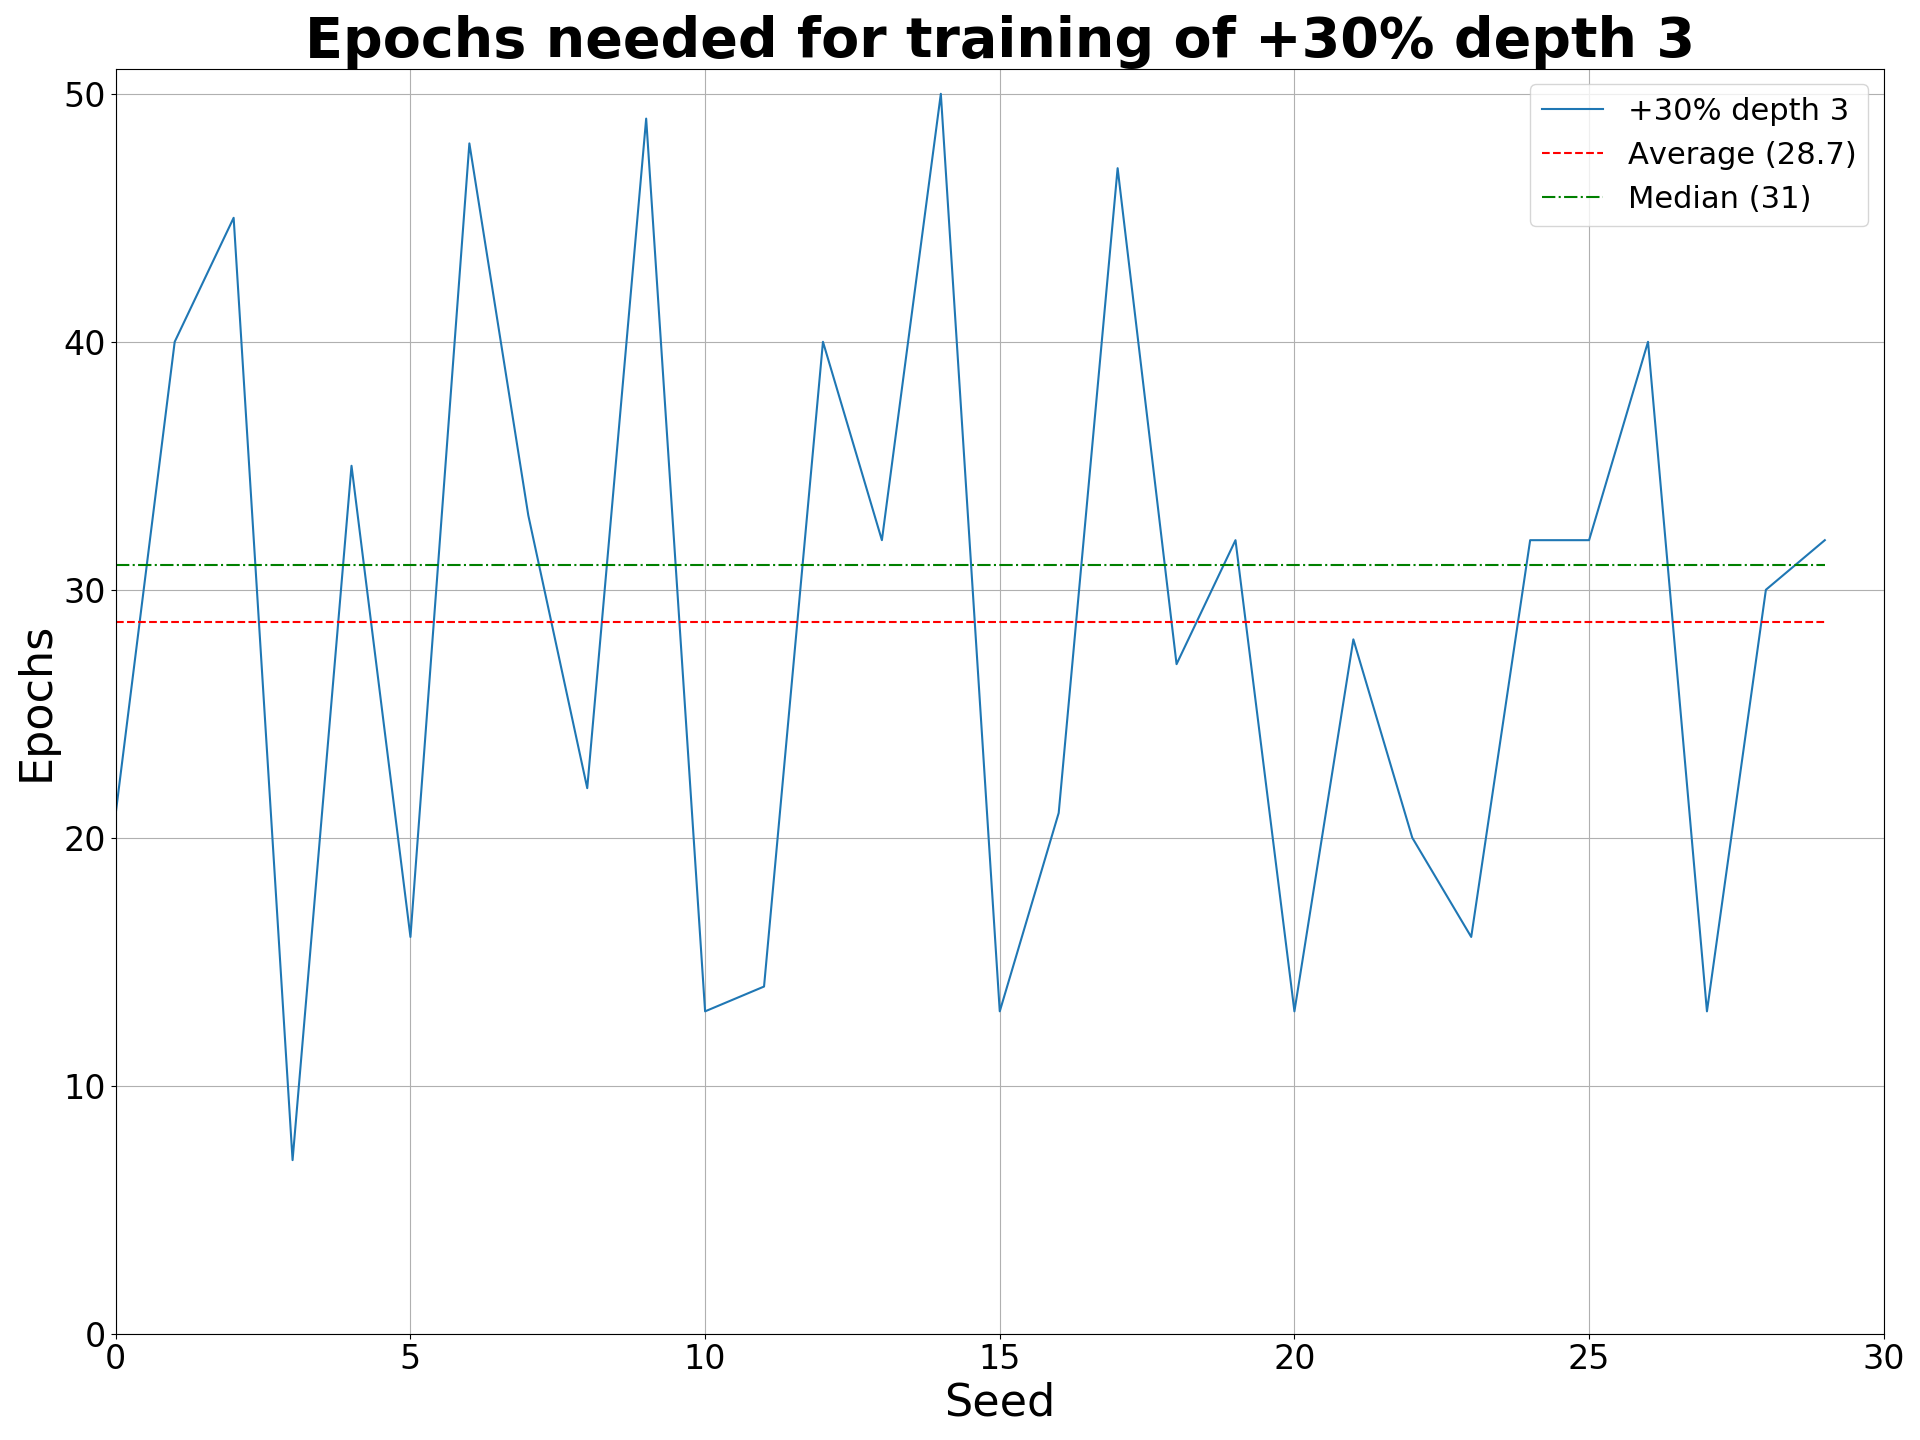 Epochs needed for training of +30% depth 3
+30% depth 3
Average (28.7)
Median (31)
50
40
30
20
10
0
Epochs
0 5 10 15 20 25 30
Seed